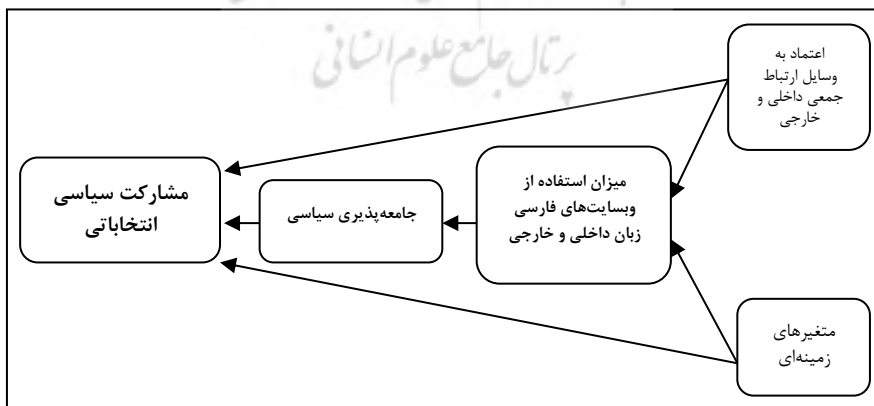 پرتال جامع علوم انسانی
اعتماد به
وسایل ارتباط
جمعی داخلی و
خارجی
میزان استفاده از
وبسایت‌های فارسی
زبان داخلی و خارجی
جامعه‌پذیری سیاسی
مشارکت سیاسی
انتخاباتی
متغیرهای
زمینه‌ای